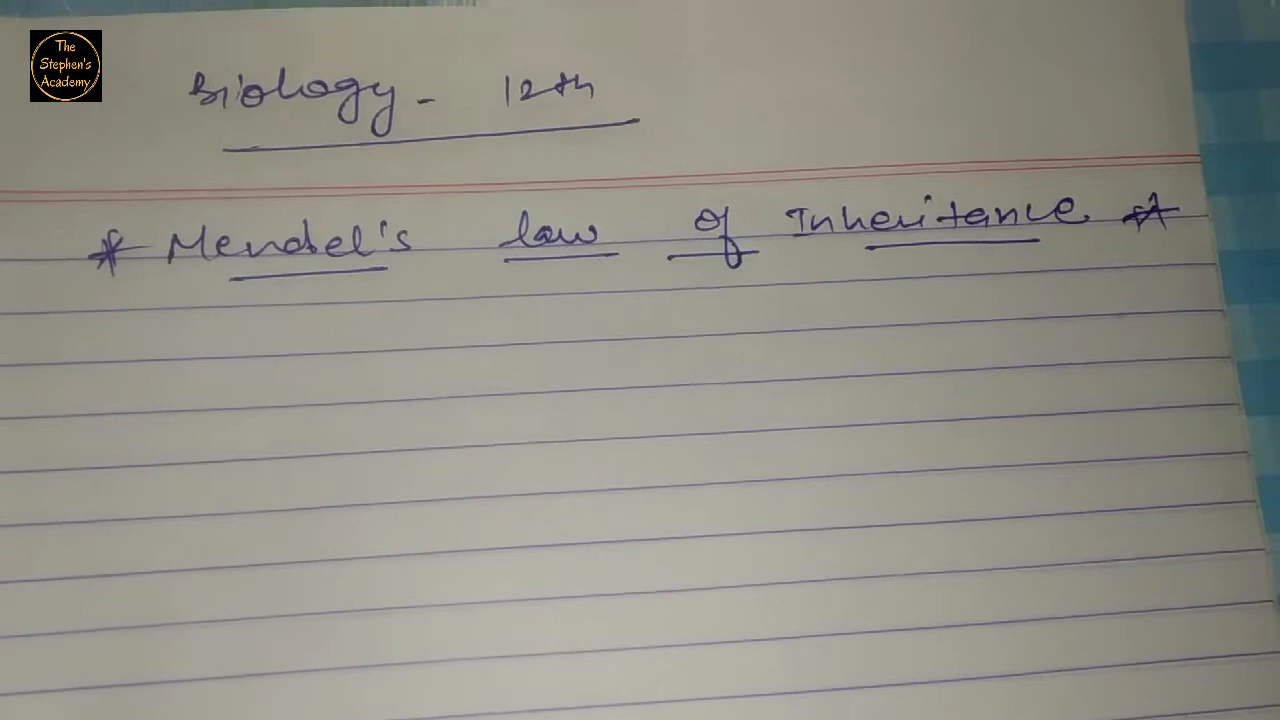 The
Stephen's
Academy
Biology - 12th
* Mendel's law of Inheritance *